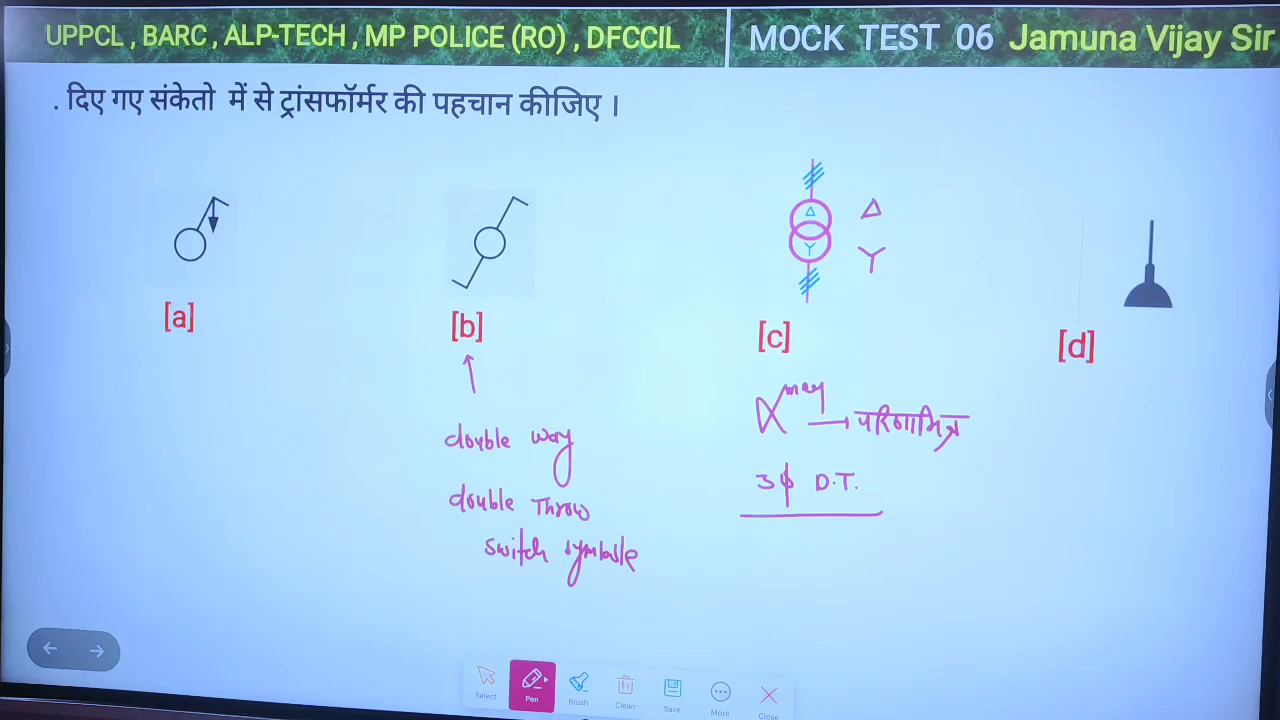 UPPCL , BARC , ALP-TECH , MP POLICE (RO) , DFCCIL
MOCK TEST 06 Jamuna Vijay Sir
. दिए गए संकेतो में से ट्रांसफॉर्मर की पहचान कीजिए ।
Δ
Δ
Y
Y
[a]
[b]
[c]
[d]
परिणामित्र
double way
3ϕ D.T.
double Throw
switch symbole
Select
Pen
Brush
Clean
Save
More
Close